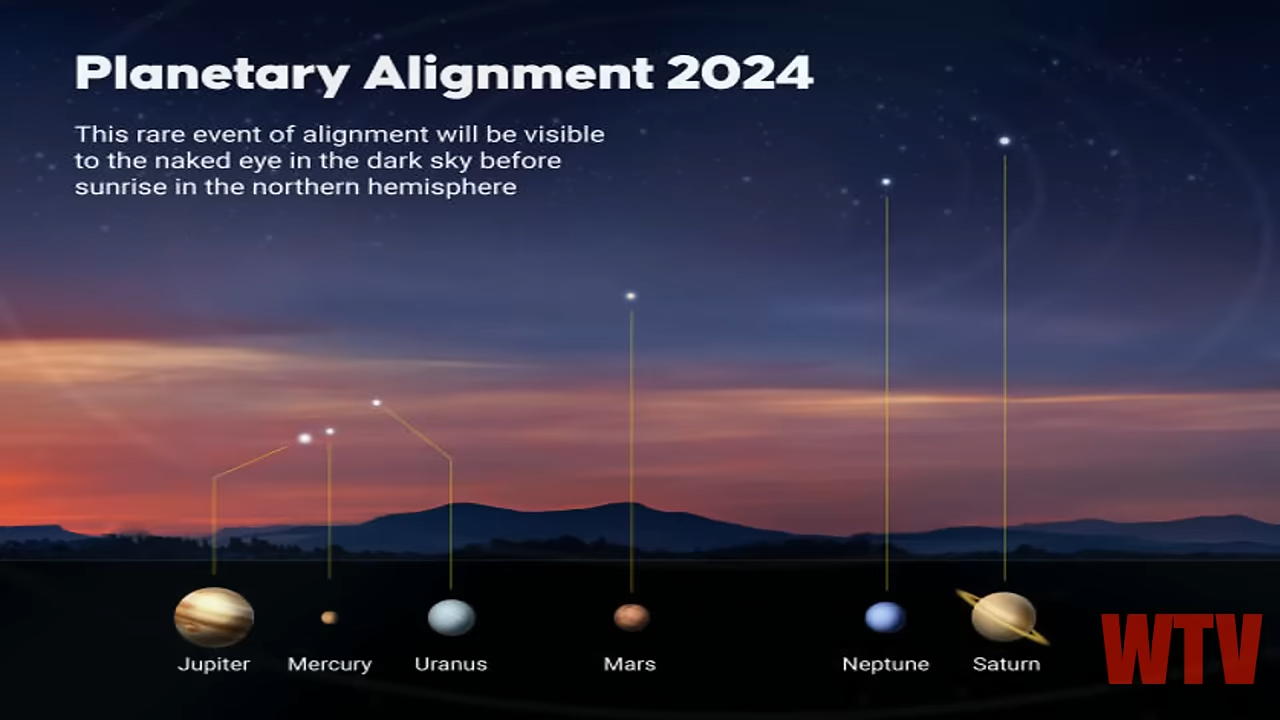 Planetary Alignment 2024
This rare event of alignment will be visible
to the naked eye in the dark sky before
sunrise in the northern hemisphere
Jupiter Mercury Uranus Mars Neptune Saturn
WTV